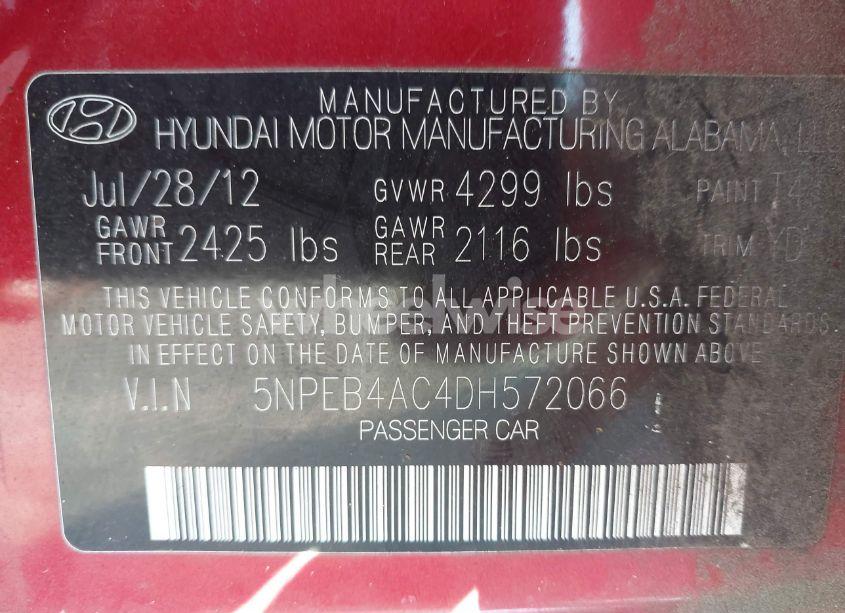 MANUFACTURED BY
HYUNDAI MOTOR MANUFACTURING ALABAMA, LLC
Jul/28/12 GVWR 4299 lbs PAINT T4
GAWR FRONT 2425 lbs GAWR REAR 2116 lbs TRIM YD
THIS VEHICLE CONFORMS TO ALL APPLICABLE U.S.A. FEDERAL
MOTOR VEHICLE SAFETY, BUMPER, AND THEFT PREVENTION STANDARDS
IN EFFECT ON THE DATE OF MANUFACTURE SHOWN ABOVE
V.I.N 5NPEB4AC4DH572066
PASSENGER CAR